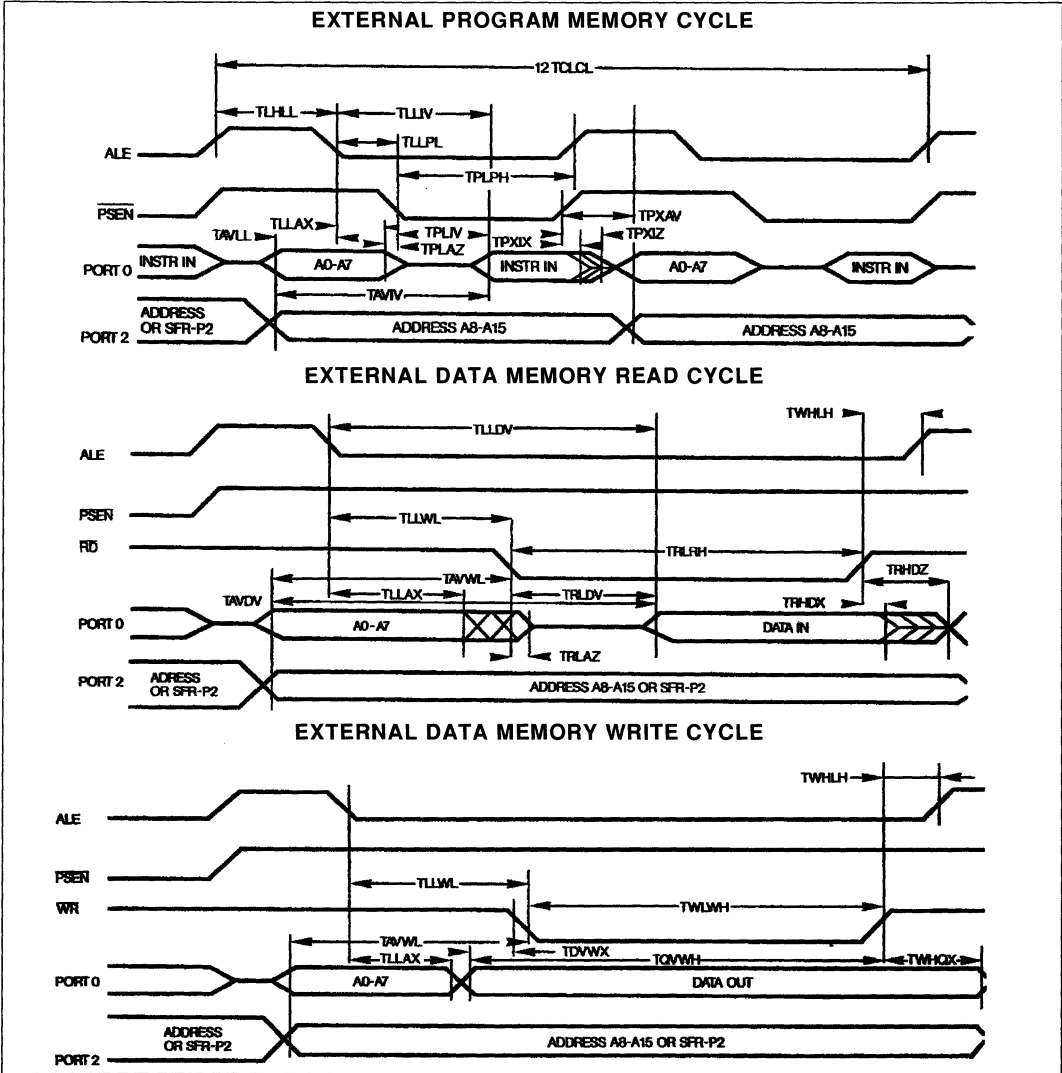 EXTERNAL PROGRAM MEMORY CYCLE
12 TCLCL
TLHLL
TLLIV
TLLPL
ALE
TPLPH
PSEN
TLLAX
TPLIV
TPXAV
TAVLL
TPLAZ
TPXIX
TPXIZ
PORT 0
INSTR IN
A0-A7
INSTR IN
A0-A7
INSTR IN
TAVIV
ADDRESS
OR SFR-P2
PORT 2
ADDRESS A8-A15
ADDRESS A8-A15
EXTERNAL DATA MEMORY READ CYCLE
TWHLH
TLLDV
ALE
PSEN
TLLWL
RD
TRLRH
TAVWL
TRHDZ
TAVDV
TLLAX
TRLDV
TRHDX
PORT 0
A0-A7
DATA IN
TRLAZ
PORT 2
ADRESS
OR SFR-P2
ADDRESS A8-A15 OR SFR-P2
EXTERNAL DATA MEMORY WRITE CYCLE
TWHLH
ALE
PSEN
TLLWL
WR
TWLWH
TAVWL
TDVWX
TLLAX
TQVWH
TWHQX
PORT 0
A0-A7
DATA OUT
ADDRESS
OR SFR-P2
PORT 2
ADDRESS A8-A15 OR SFR-P2